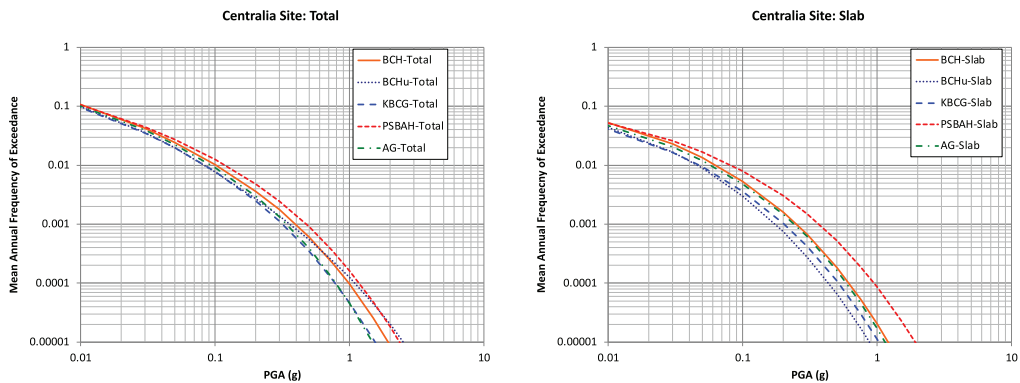 Centralia Site: Total
1
0.1
0.01
0.001
0.0001
0.00001
0.01
0.1
1
10
Mean Annual Frequency of Exceedance
PGA (g)
BCH-Total
BCHu-Total
KBCG-Total
PSBAH-Total
AG-Total
Centralia Site: Slab
1
0.1
0.01
0.001
0.0001
0.00001
0.01
0.1
1
10
Mean Annual Frequecny of Exceedance
PGA (g)
BCH-Slab
BCHu-Slab
KBCG-Slab
PSBAH-Slab
AG-Slab